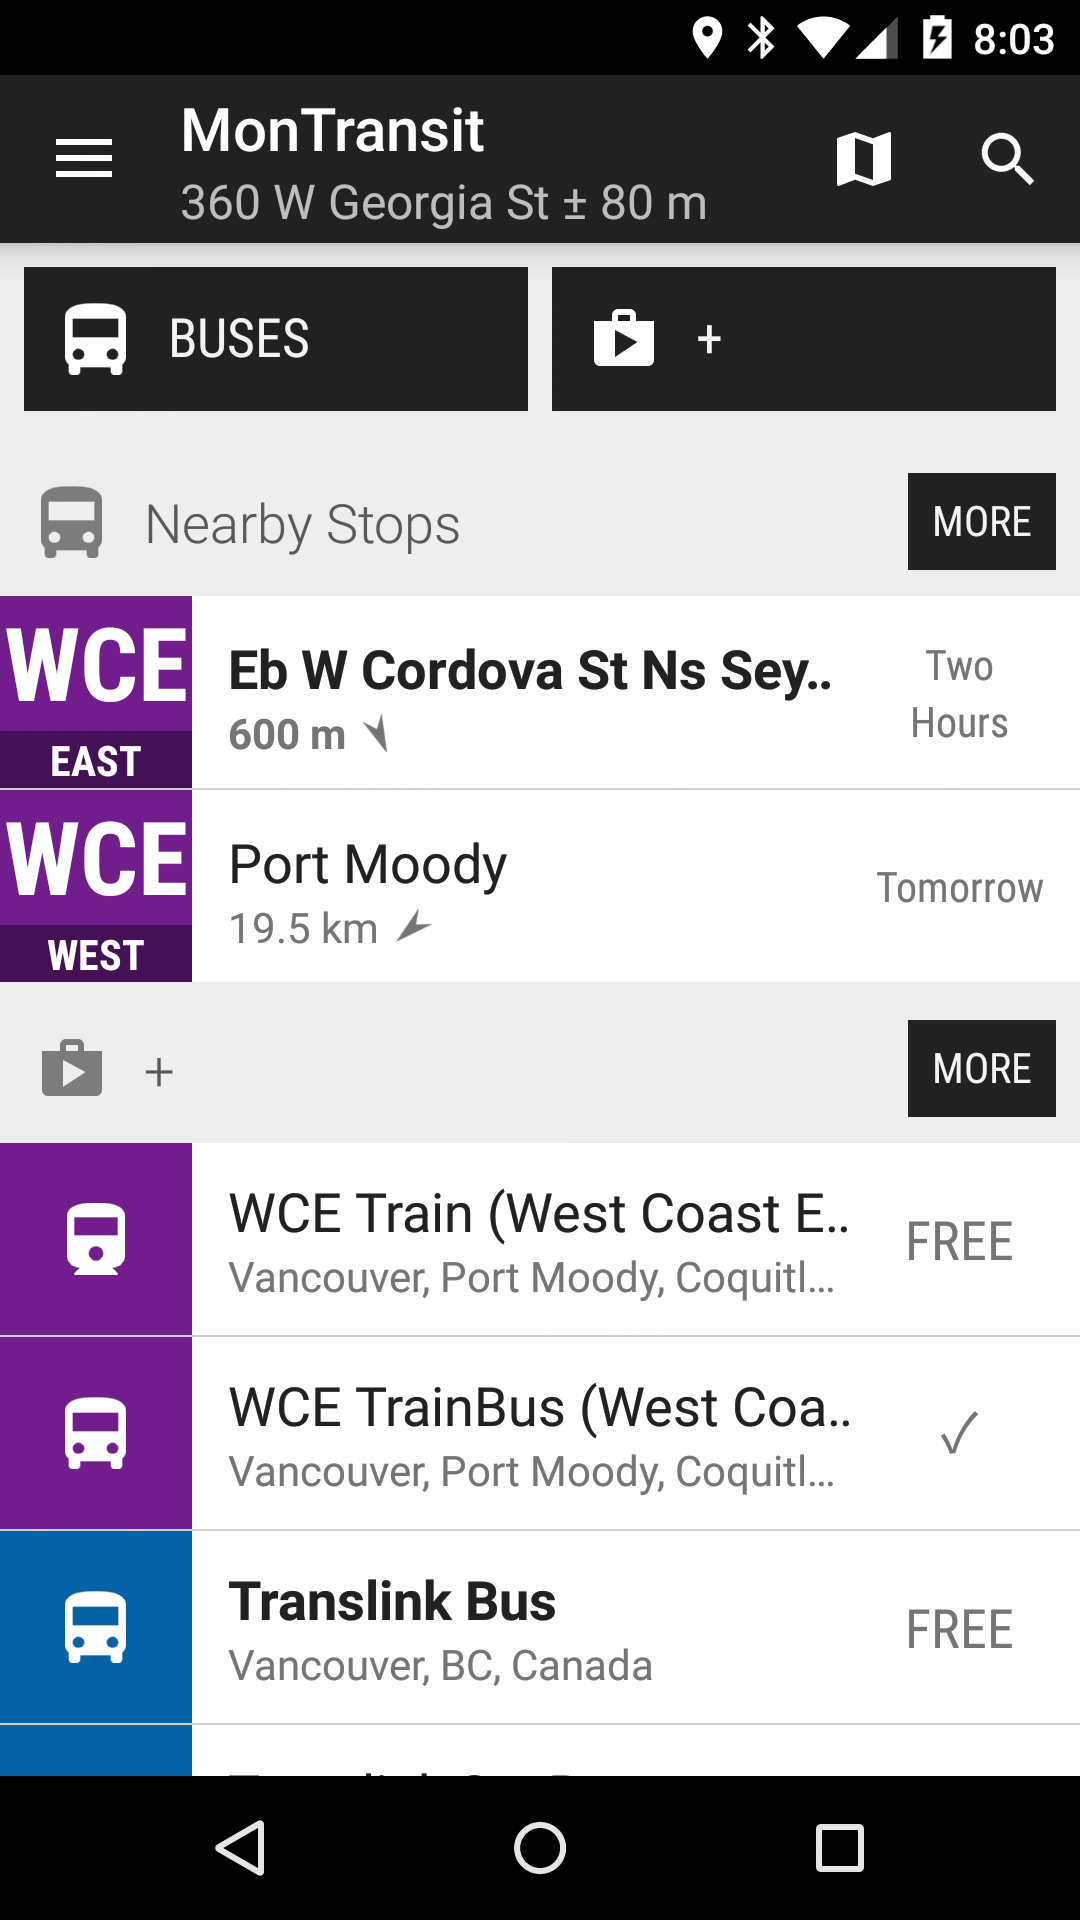 8:03
MonTransit
360 W Georgia St ± 80 m
BUSES
+
Nearby Stops
MORE
WCE
EAST
Eb W Cordova St Ns Sey..
600 m
Two
Hours
WCE
WEST
Port Moody
19.5 km
Tomorrow
+
MORE
WCE Train (West Coast E..
Vancouver, Port Moody, Coquitl...
FREE
WCE TrainBus (West Coa..
Vancouver, Port Moody, Coquitl...
✓
Translink Bus
Vancouver, BC, Canada
FREE